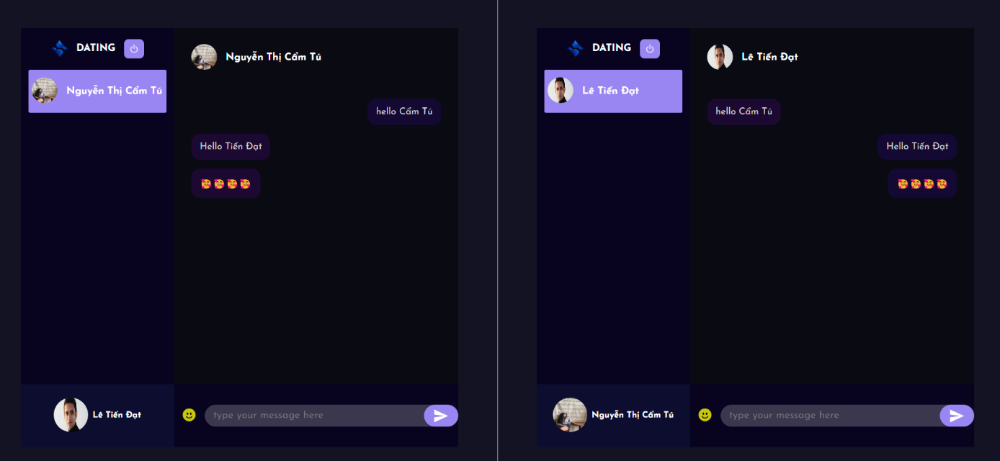 DATING
Nguyễn Thị Cẩm Tú
Nguyễn Thị Cẩm Tú
hello Cẩm Tú
Hello Tiến Đạt
🥰🥰🥰🥰
Lê Tiến Đạt
type your message here
DATING
Lê Tiến Đạt
Lê Tiến Đạt
hello Cẩm Tú
Hello Tiến Đạt
🥰🥰🥰🥰
Nguyễn Thị Cẩm Tú
type your message here